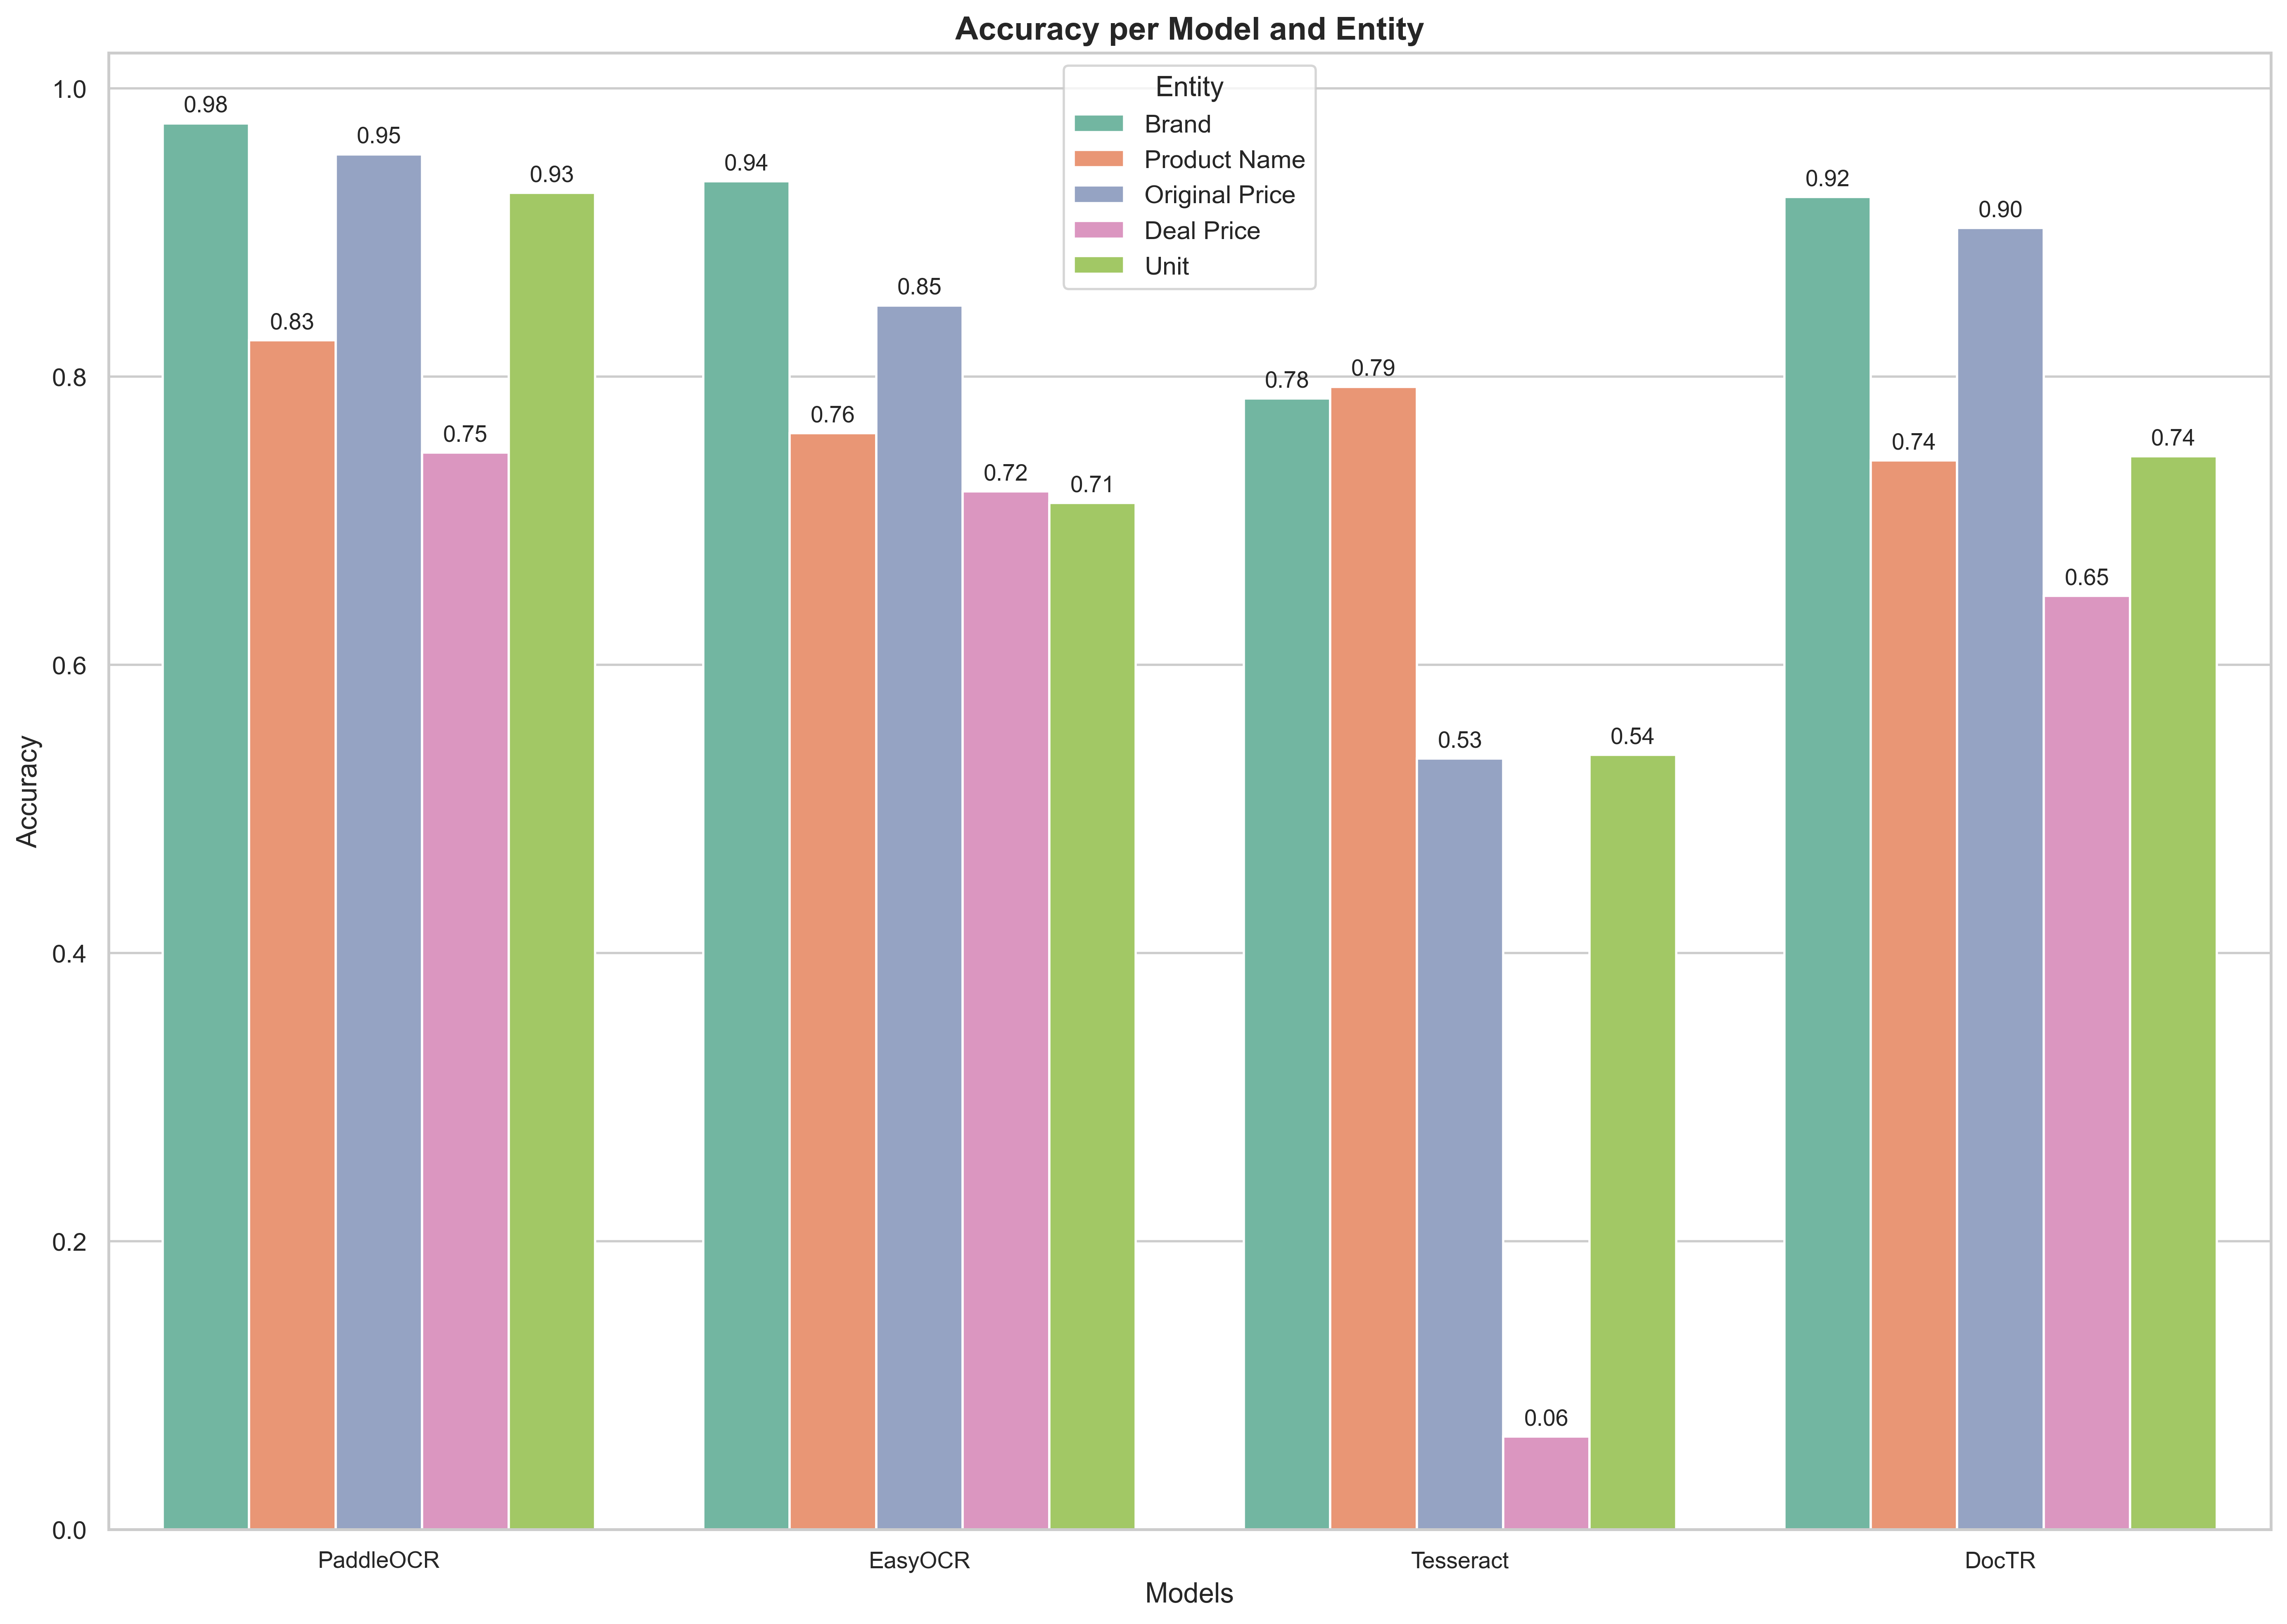 Accuracy per Model and Entity
Entity
Brand
Product Name
Original Price
Deal Price
Unit
Accuracy
1.0
0.8
0.6
0.4
0.2
0.0
0.98
0.83
0.95
0.75
0.93
0.94
0.76
0.85
0.72
0.71
0.78
0.79
0.53
0.06
0.54
0.92
0.74
0.90
0.65
0.74
PaddleOCR
EasyOCR
Tesseract
DocTR
Models